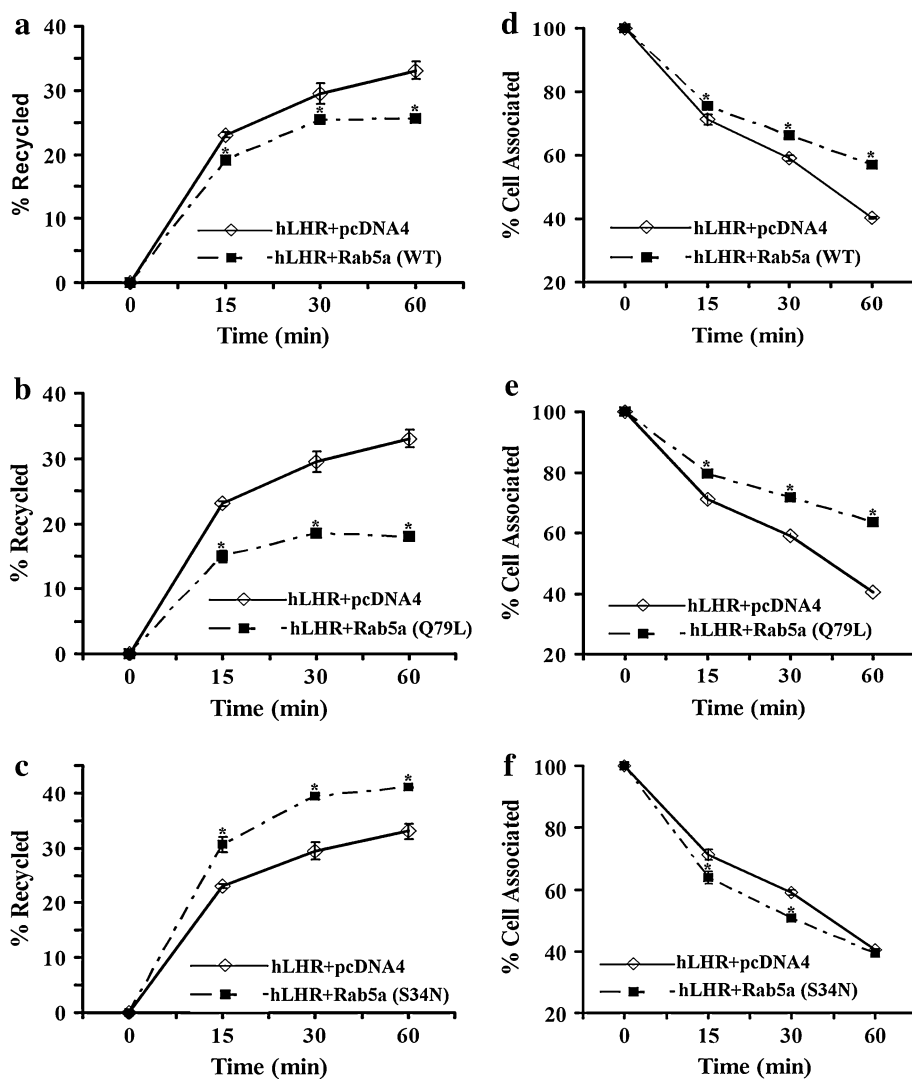 a
40
30
20
10
0
% Recycled
hLHR+pcDNA4
-hLHR+Rab5a (WT)
* * *
0 15 30 60
Time (min)
d
100
80
60
40
20
% Cell Associated
* * *
hLHR+pcDNA4
-hLHR+Rab5a (WT)
0 15 30 60
Time (min)
b
40
30
20
10
0
% Recycled
* * *
hLHR+pcDNA4
-hLHR+Rab5a (Q79L)
0 15 30 60
Time (min)
e
100
80
60
40
20
% Cell Associated
* * *
hLHR+pcDNA4
-hLHR+Rab5a (Q79L)
0 15 30 60
Time (min)
c
40
30
20
10
0
% Recycled
* * *
hLHR+pcDNA4
-hLHR+Rab5a (S34N)
0 15 30 60
Time (min)
f
100
80
60
40
20
% Cell Associated
* *
hLHR+pcDNA4
-hLHR+Rab5a (S34N)
0 15 30 60
Time (min)